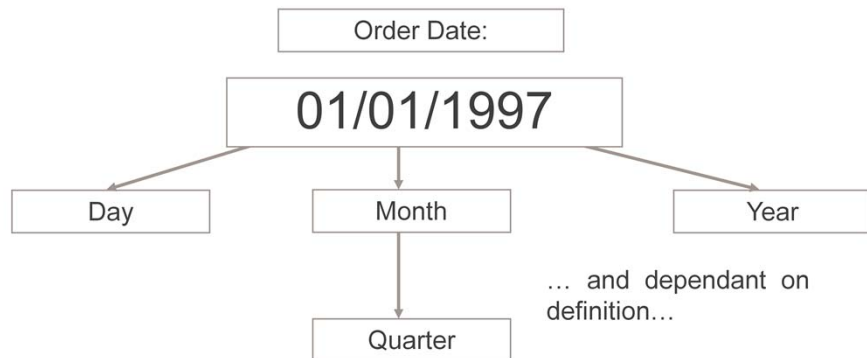 Order Date:
01/01/1997
Day
Month
Year
… and dependant on
definition…
Quarter